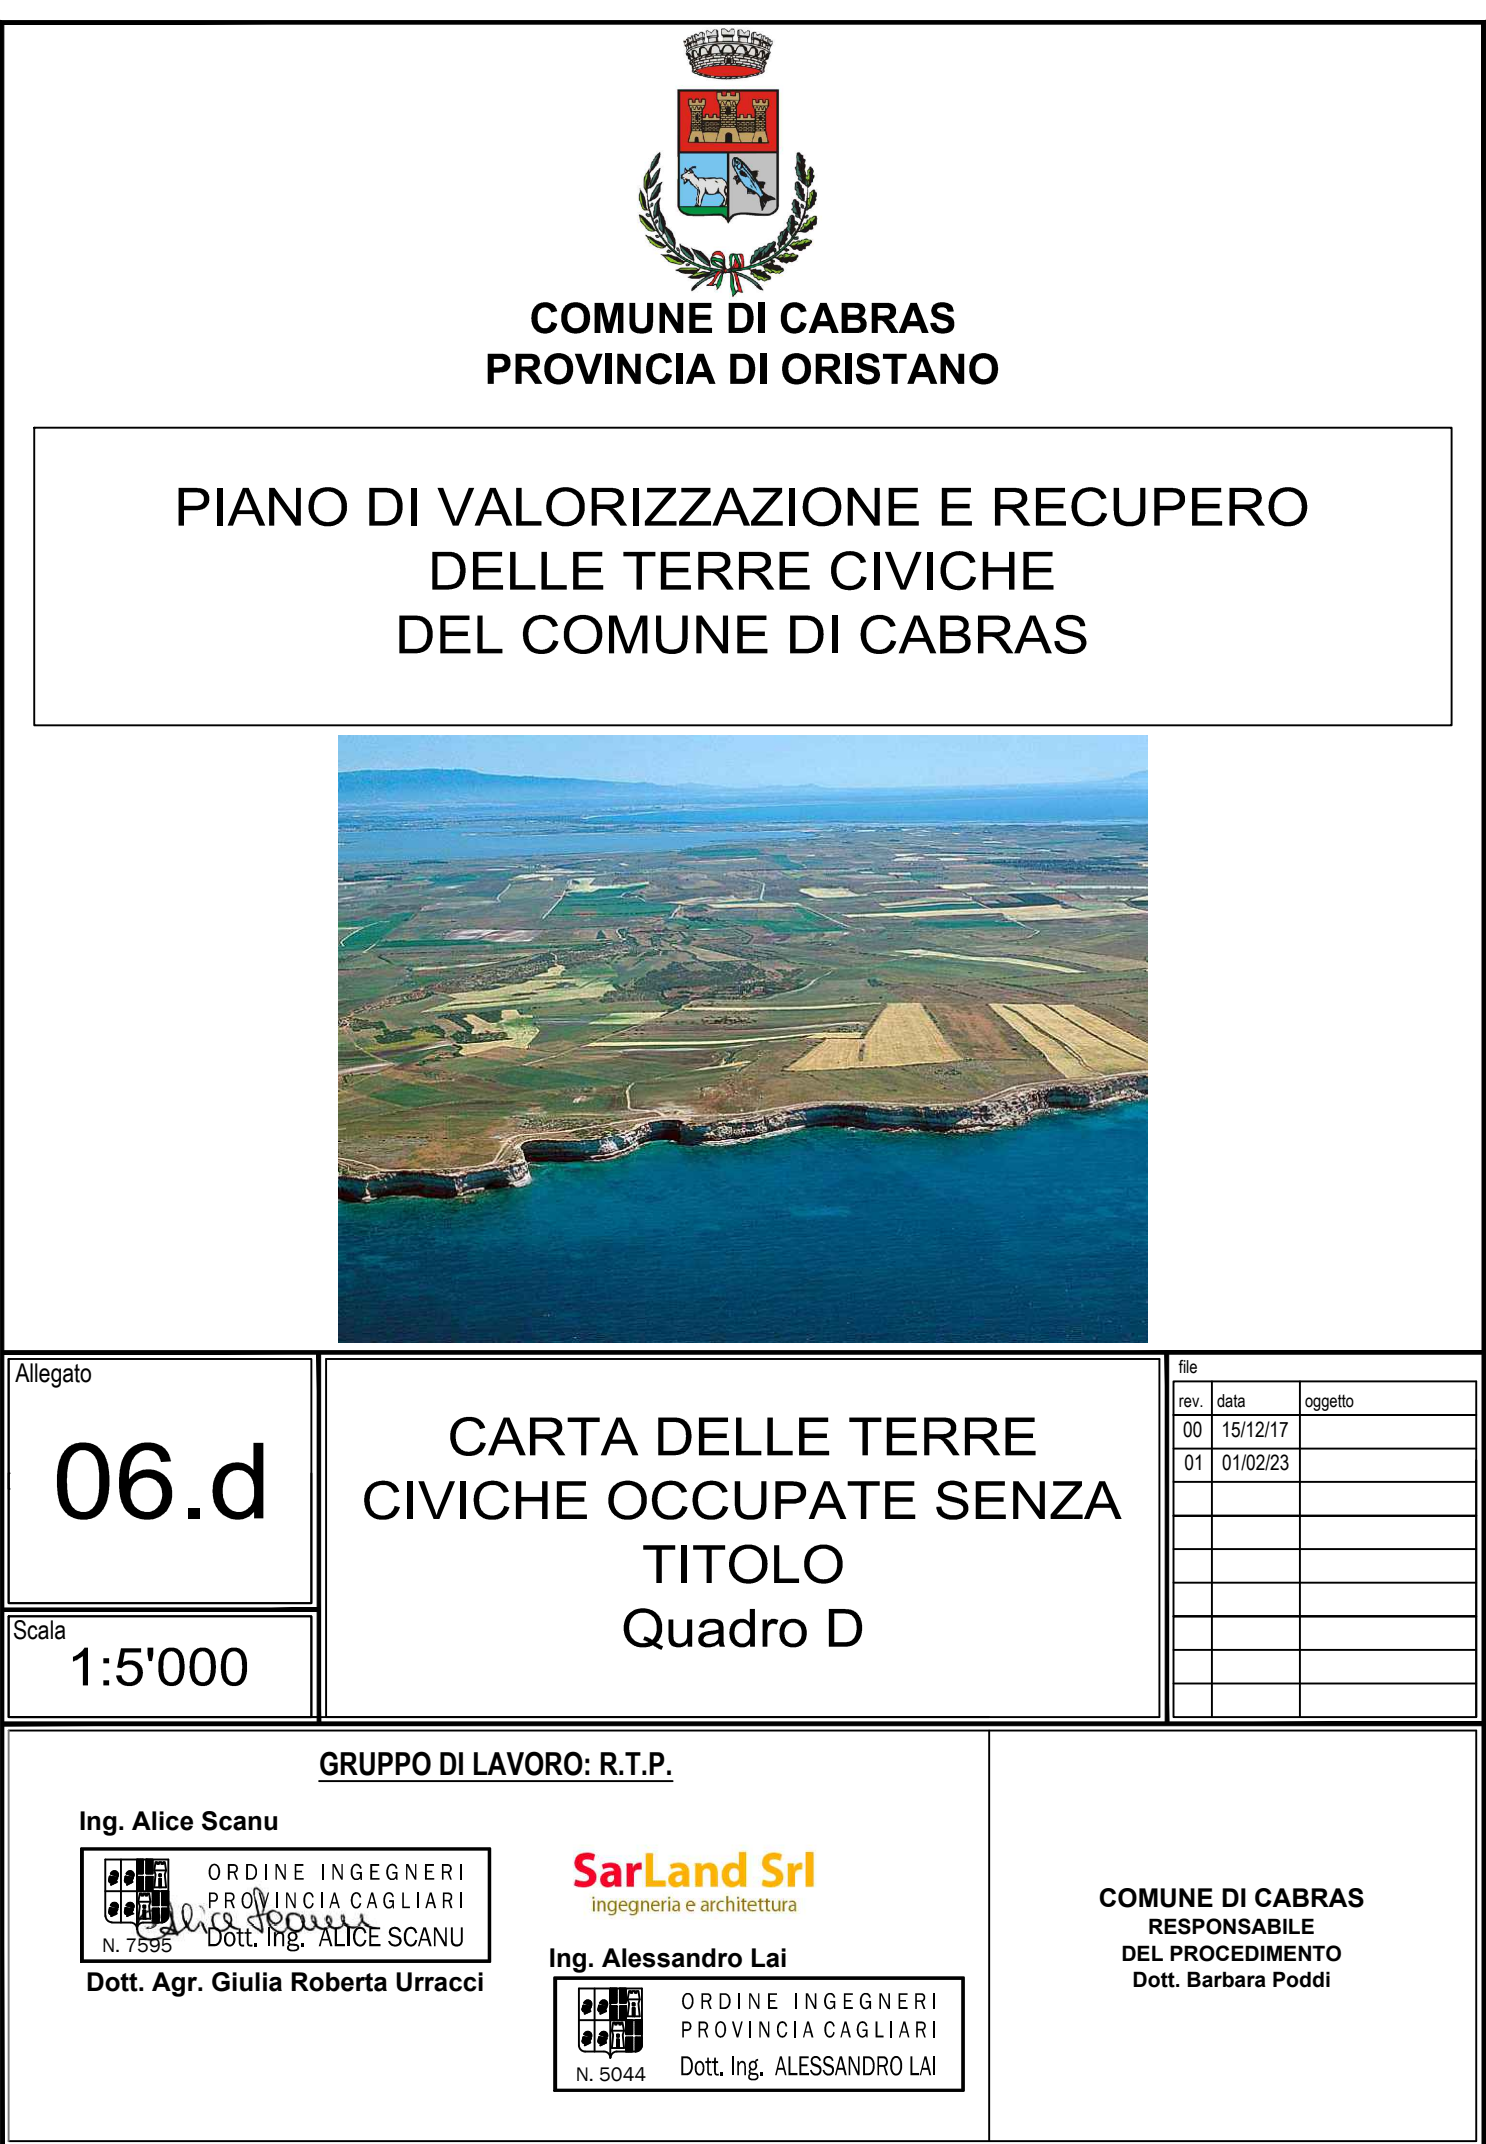 COMUNE DI CABRAS
PROVINCIA DI ORISTANO
PIANO DI VALORIZZAZIONE E RECUPERO
DELLE TERRE CIVICHE
DEL COMUNE DI CABRAS
Allegato
06.d
Scala
1:5'000
CARTA DELLE TERRE
CIVICHE OCCUPATE SENZA
TITOLO
Quadro D
file
rev. data oggetto
00 15/12/17
01 01/02/23
GRUPPO DI LAVORO: R.T.P.
Ing. Alice Scanu
ORDINE INGEGNERI
PROVINCIA CAGLIARI
N. 7595 Dott. Ing. ALICE SCANU
Alice Scanu
Dott. Agr. Giulia Roberta Urracci
SarLand Srl
ingegneria e architettura
Ing. Alessandro Lai
ORDINE INGEGNERI
PROVINCIA CAGLIARI
N. 5044 Dott. Ing. ALESSANDRO LAI
COMUNE DI CABRAS
RESPONSABILE
DEL PROCEDIMENTO
Dott. Barbara Poddi